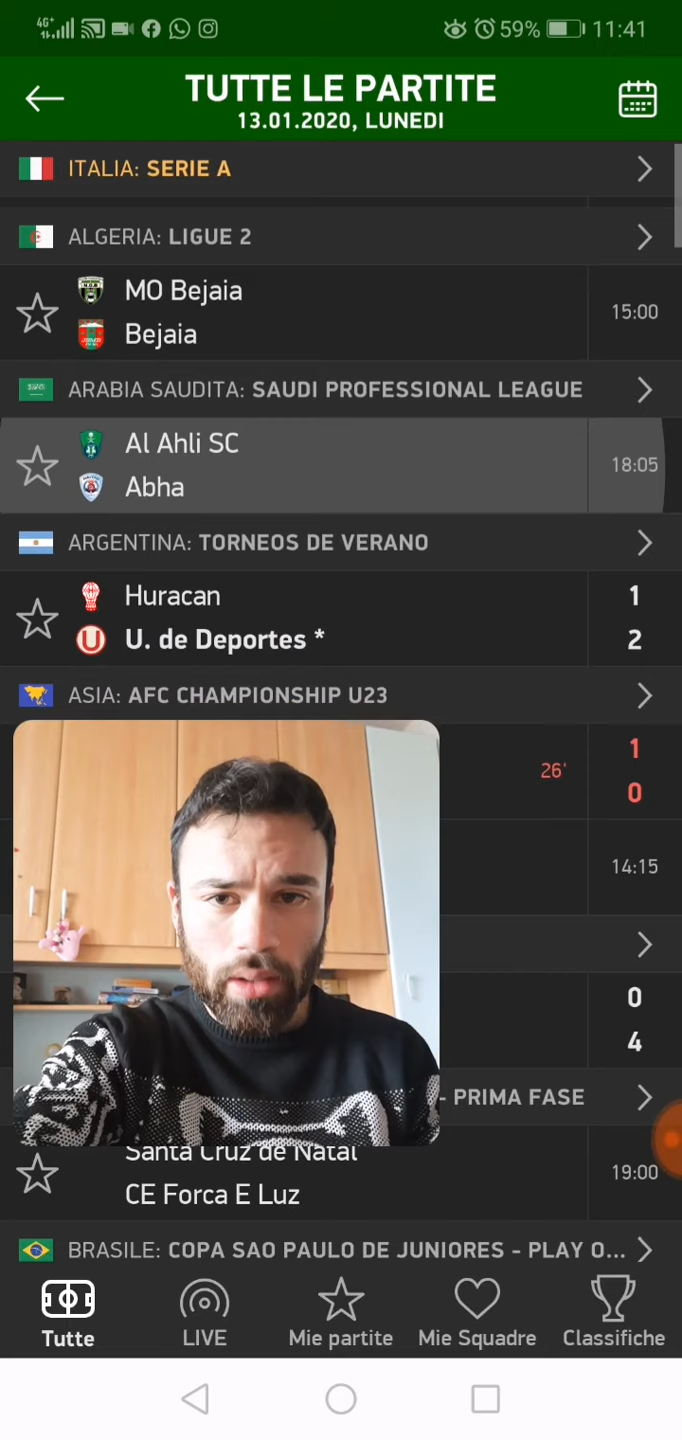 4G+ 59% 11:41
TUTTE LE PARTITE
13.01.2020, LUNEDI
ITALIA: SERIE A
ALGERIA: LIGUE 2
MO Bejaia
15:00
Bejaia
ARABIA SAUDITA: SAUDI PROFESSIONAL LEAGUE
Al Ahli SC
18:05
Abha
ARGENTINA: TORNEOS DE VERANO
Huracan 1
U. de Deportes * 2
ASIA: AFC CHAMPIONSHIP U23
1
26'
0
14:15
0
4
- PRIMA FASE
Santa Cruz de Natal
19:00
CE Forca E Luz
BRASILE: COPA SAO PAULO DE JUNIORES - PLAY O...
Tutte LIVE Mie partite Mie Squadre Classifiche